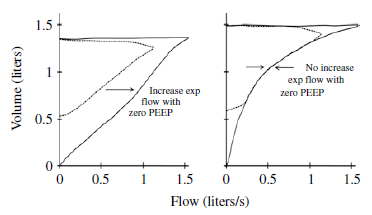 Volume (liters)
1.5
1
0.5
0
0
0.5
1
1.5
Increase exp
flow with
zero PEEP
0
0.5
1
1.5
No increase
exp flow with
zero PEEP
Flow (liters/s)